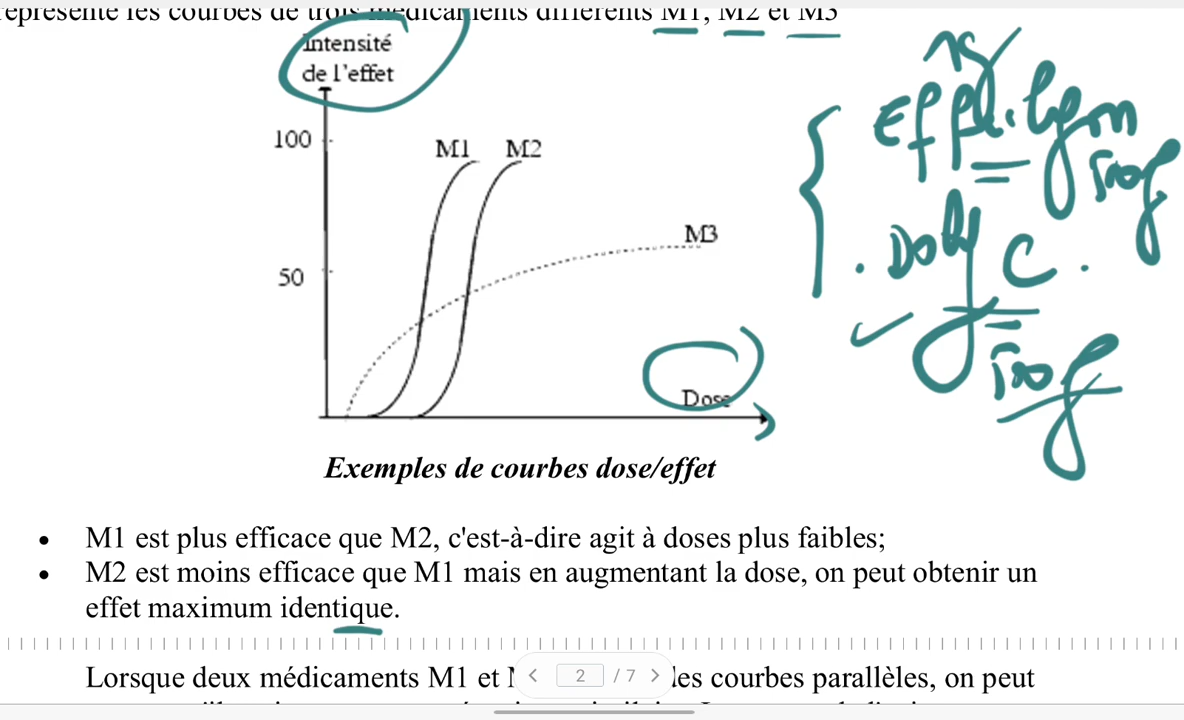 représente les courbes de trois médicaments différents M1, M2 et M3
Intensité
de l'effet
100
M1 M2
M3
50
Dose
Exemples de courbes dose/effet
• M1 est plus efficace que M2, c'est-à-dire agit à doses plus faibles;
• M2 est moins efficace que M1 mais en augmentant la dose, on peut obtenir un
effet maximum identique.
Lorsque deux médicaments M1 et
les courbes parallèles, on peut
2 / 7